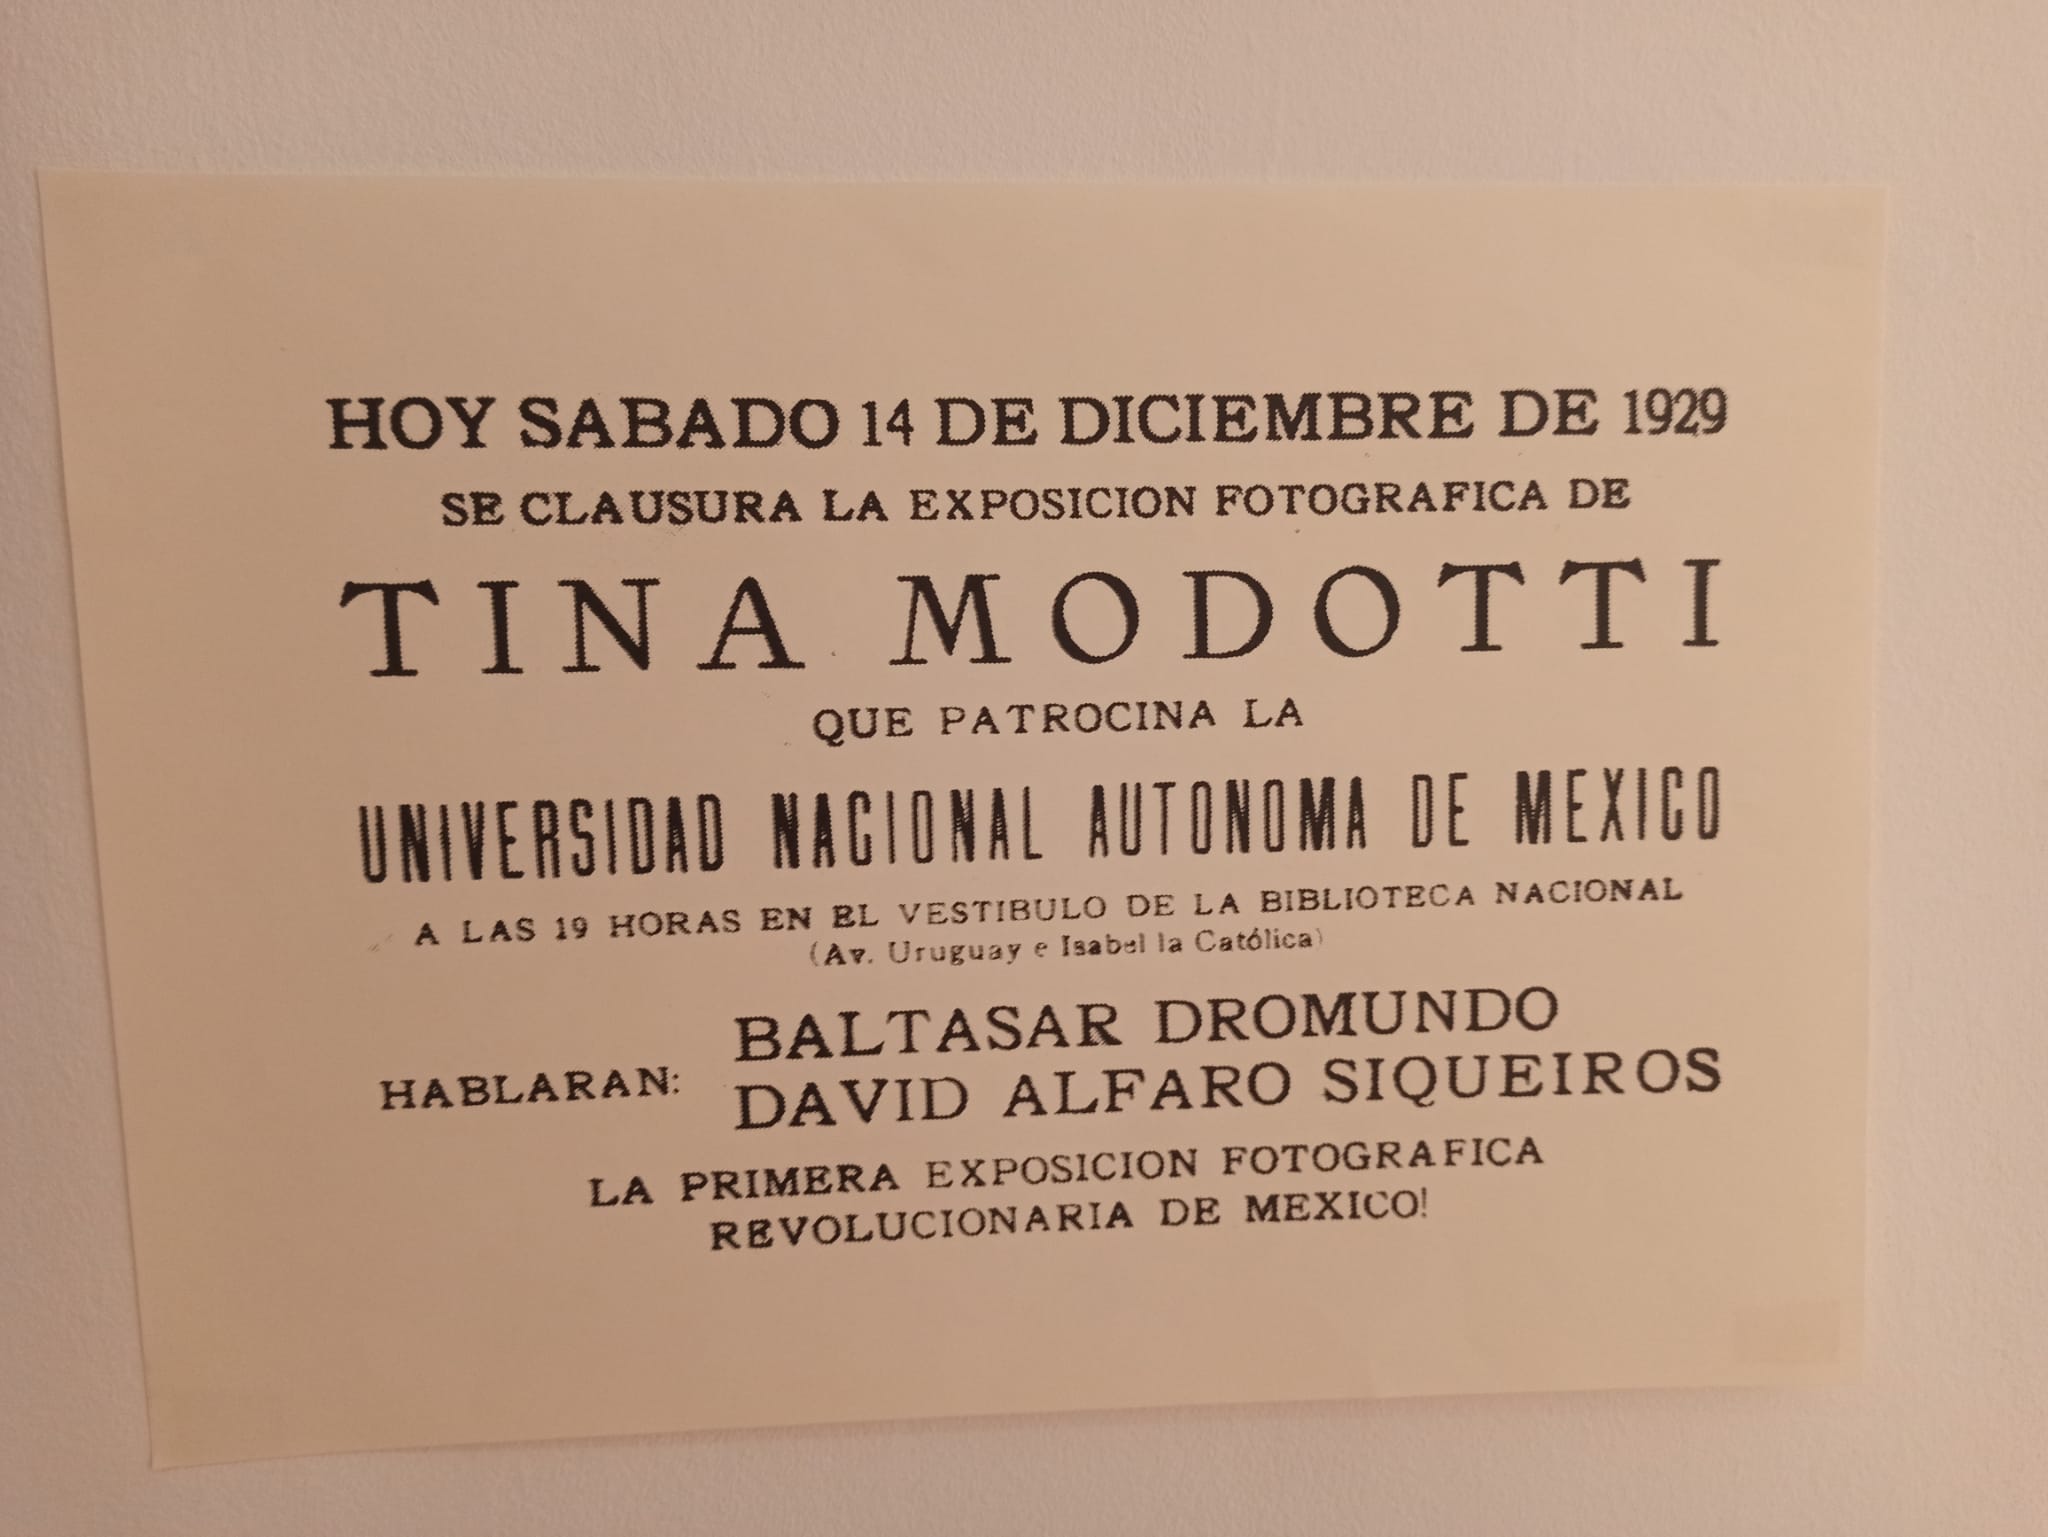 HOY SABADO 14 DE DICIEMBRE DE 1929
SE CLAUSURA LA EXPOSICION FOTOGRAFICA DE
TINA MODOTTI
QUE PATROCINA LA
UNIVERSIDAD NACIONAL AUTONOMA DE MEXICO
A LAS 19 HORAS EN EL VESTIBULO DE LA BIBLIOTECA NACIONAL
(Av. Uruguay e Isabel la Católica)
HABLARAN: BALTASAR DROMUNDO
DAVID ALFARO SIQUEIROS
LA PRIMERA EXPOSICION FOTOGRAFICA
REVOLUCIONARIA DE MEXICO!